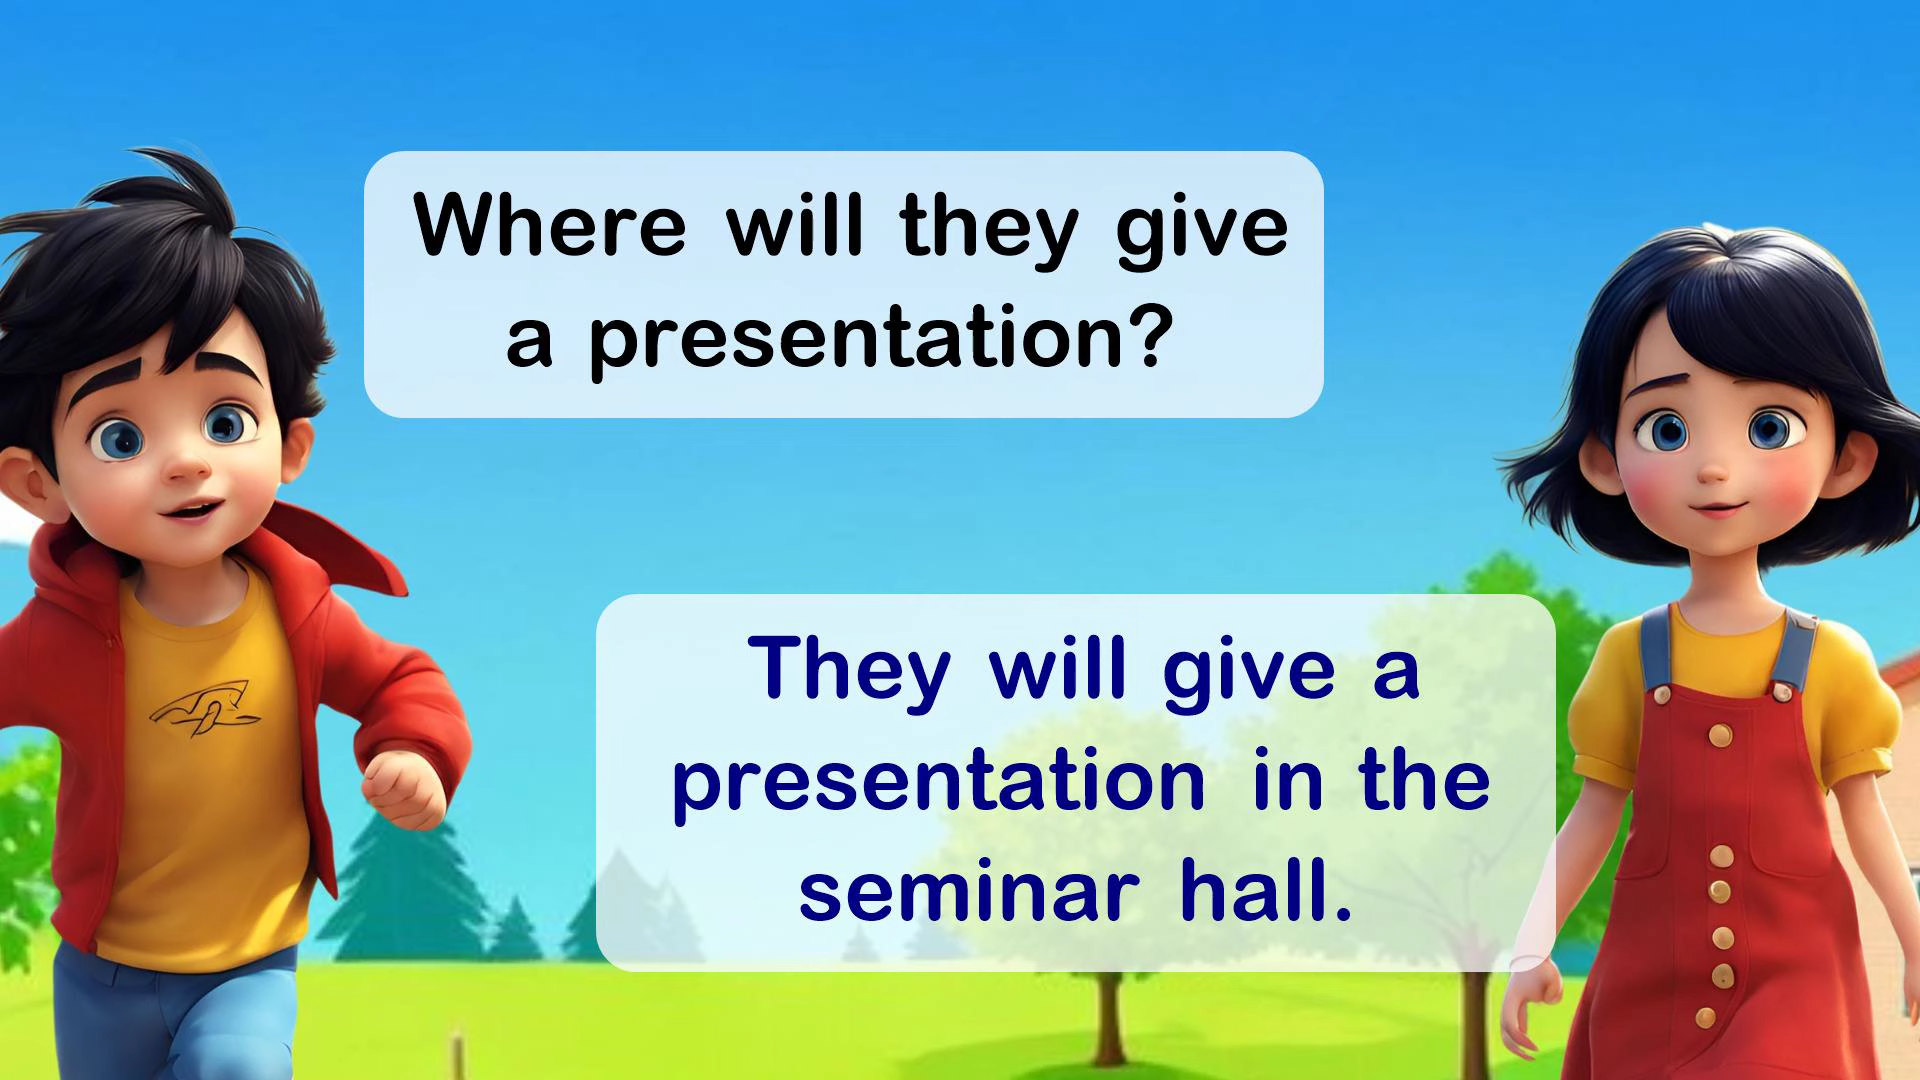 Where will they give
a presentation?
They will give a
presentation in the
seminar hall.